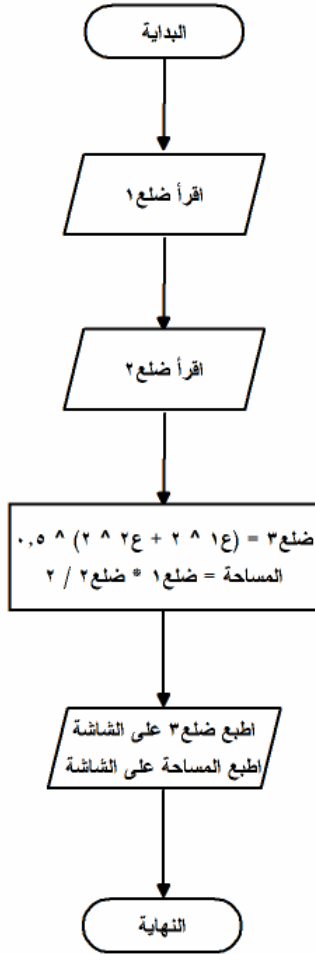 البداية
اقرأ ضلع١
اقرأ ضلع٢
ضلع٣ = (ع١ ^ ٢ + ع٢ ^ ٢) ^ ٠,٥
المساحة = ضلع١ * ضلع٢ / ٢
اطبع ضلع٣ على الشاشة
اطبع المساحة على الشاشة
النهاية